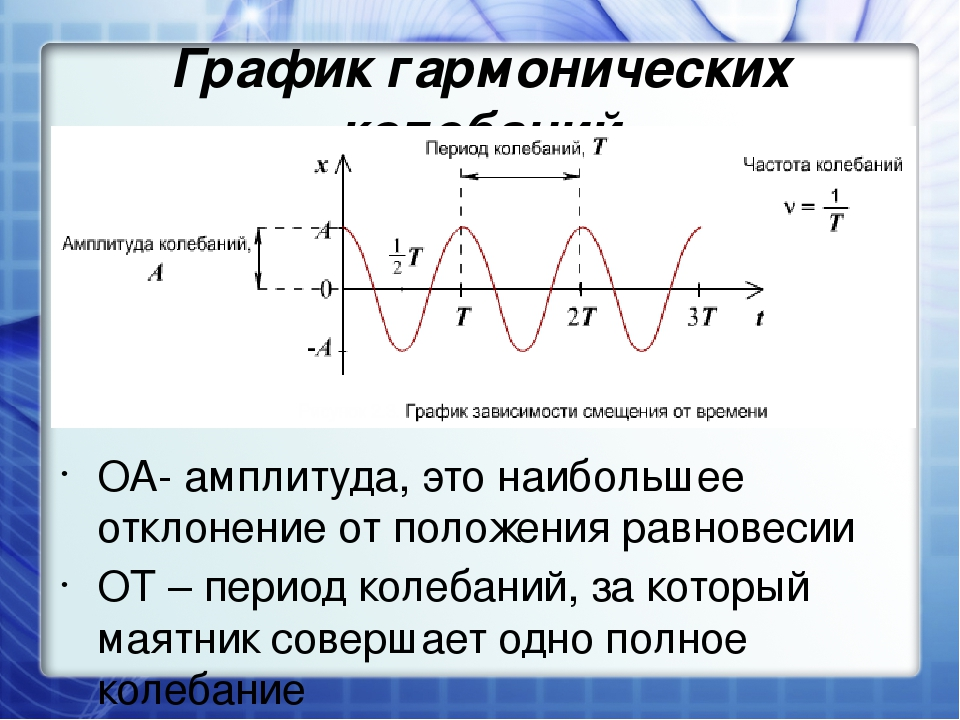 График гармонических
колебаний
Период колебаний, T
Частота колебаний
ν = 1/T
x
Амплитуда колебаний,
A
A
1/2 T
0
T
2T
3T
t
-A
График зависимости смещения от времени
· ОА- амплитуда, это наибольшее
отклонение от положения равновесии
· ОТ – период колебаний, за который
маятник совершает одно полное
колебание